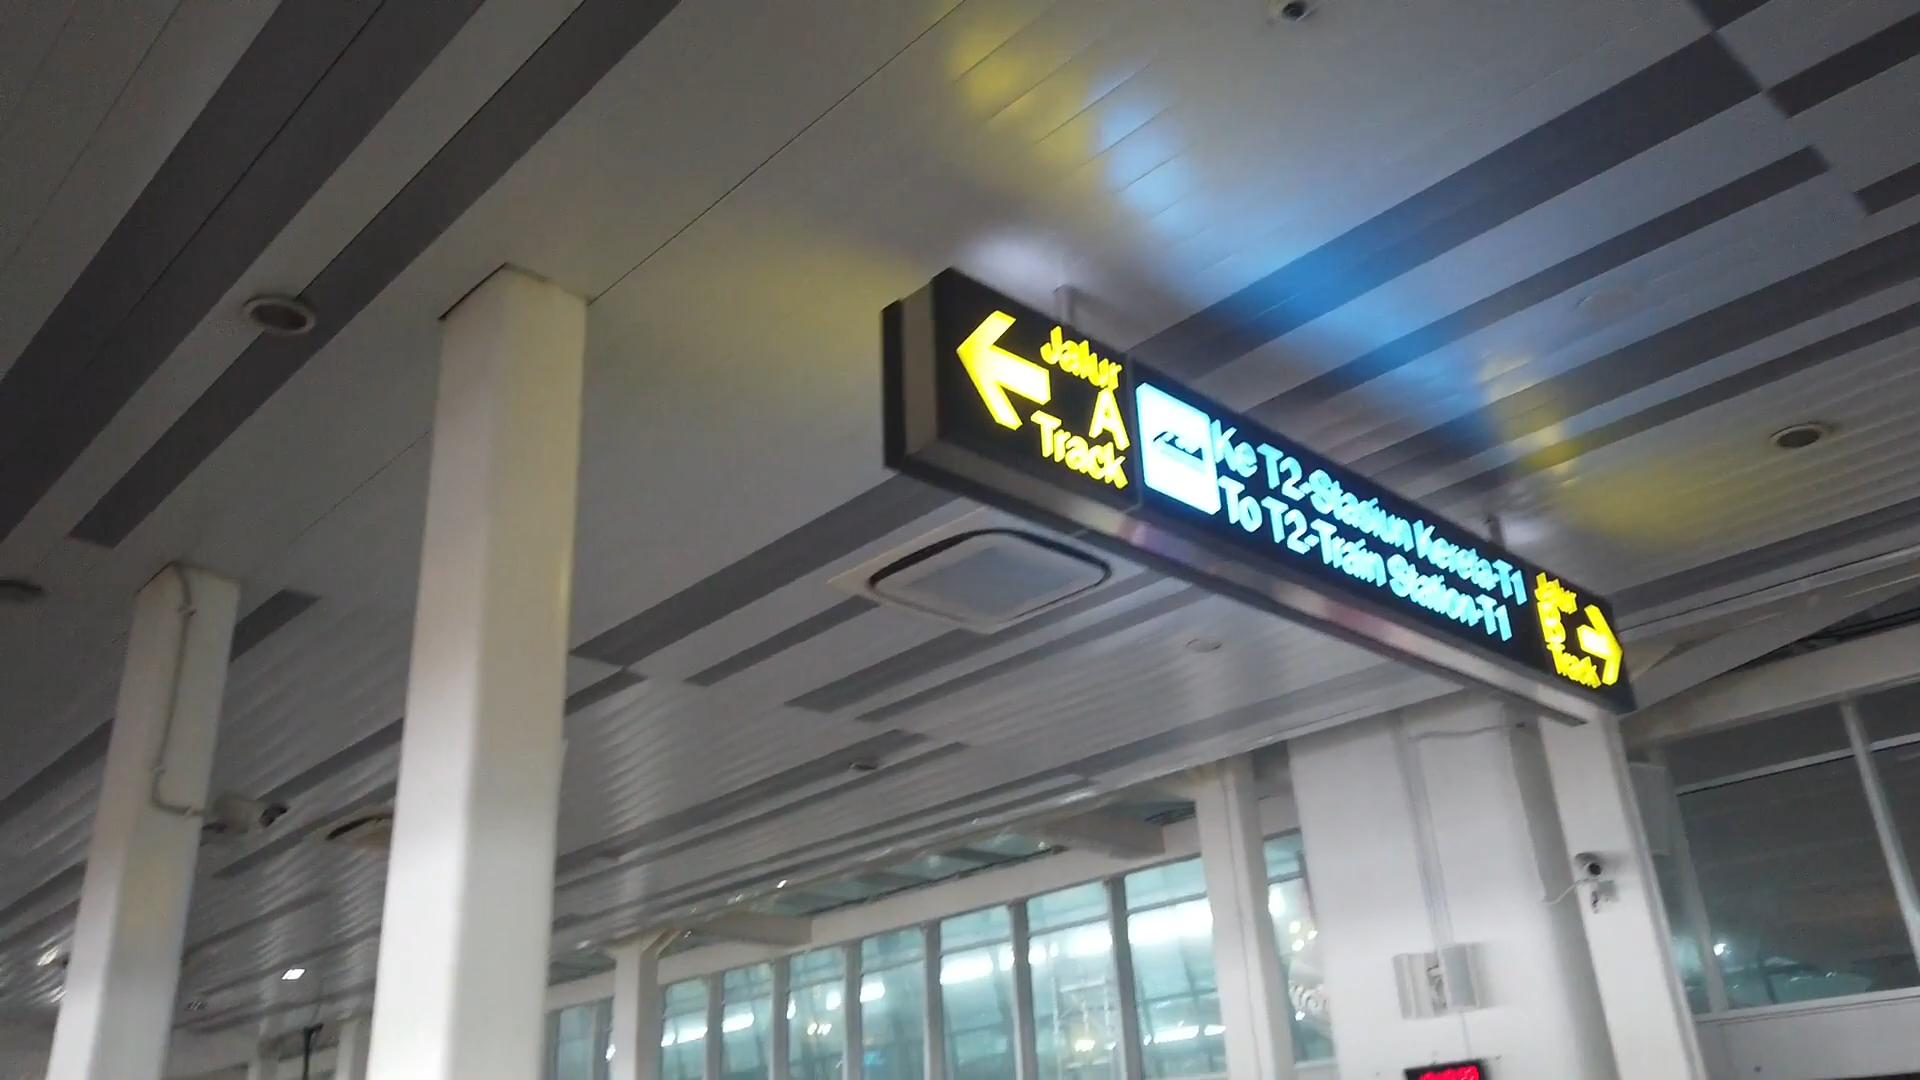 Jalur
A
Track
Ke T2-Stasiun Kereta-T1
To T2-Train Station-T1
Jalur
B
Track